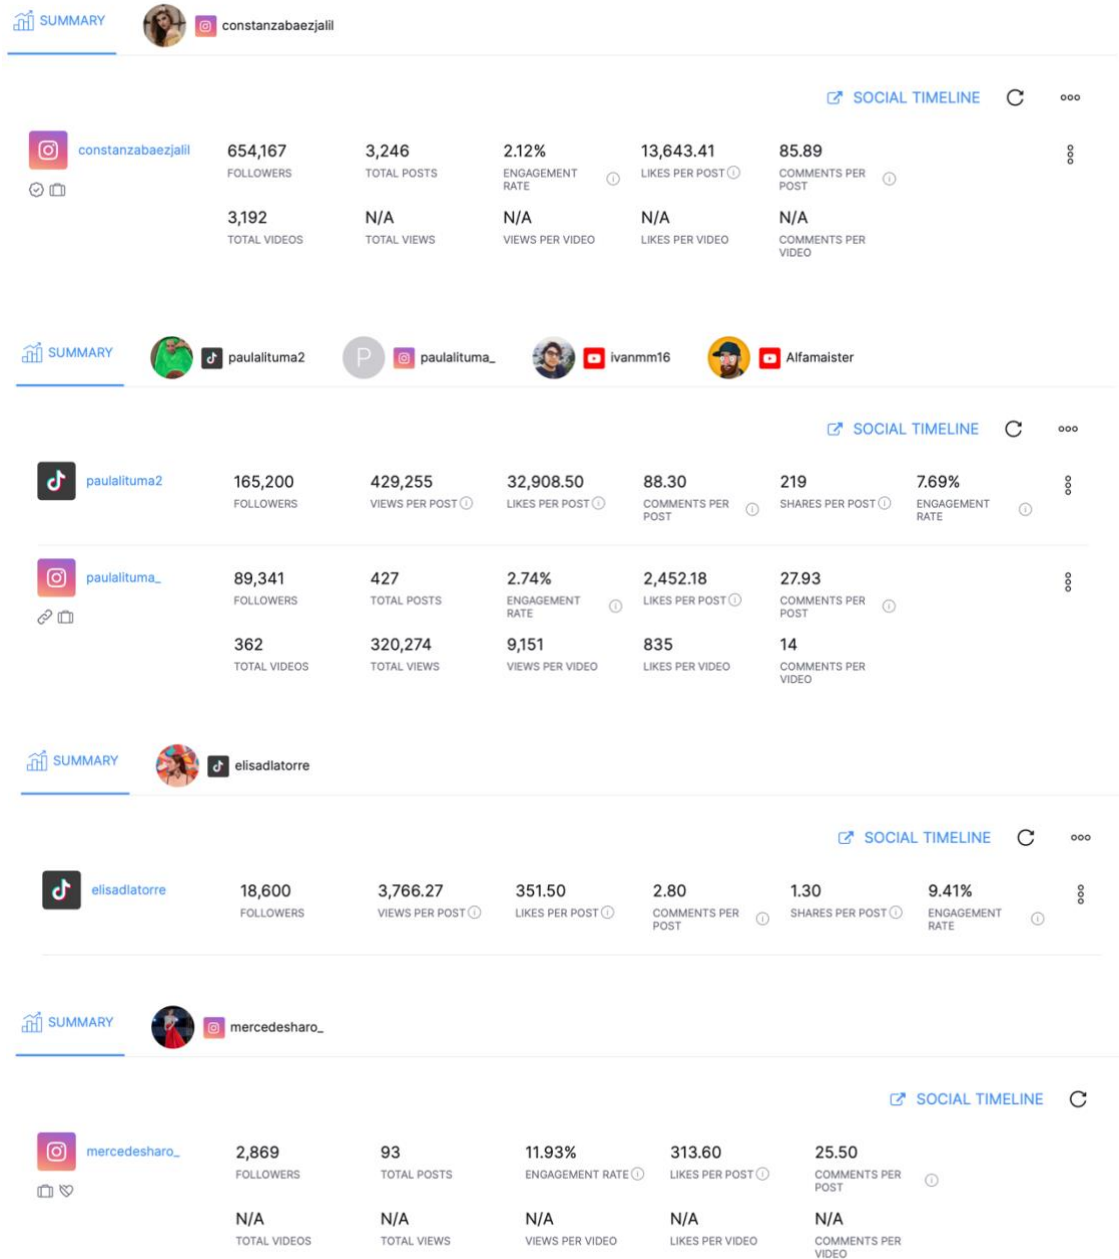 SUMMARY constanzabaezjalil
SOCIAL TIMELINE
constanzabaezjalil 654,167 3,246 2.12% 13,643.41 85.89
FOLLOWERS TOTAL POSTS ENGAGEMENT RATE LIKES PER POST COMMENTS PER POST
3,192 N/A N/A N/A N/A
TOTAL VIDEOS TOTAL VIEWS VIEWS PER VIDEO LIKES PER VIDEO COMMENTS PER VIDEO
SUMMARY paulalituma2 P paulalituma_ ivanmm16 Alfamaister
SOCIAL TIMELINE
paulalituma2 165,200 429,255 32,908.50 88.30 219 7.69%
FOLLOWERS VIEWS PER POST LIKES PER POST COMMENTS PER POST SHARES PER POST ENGAGEMENT RATE
paulalituma_ 89,341 427 2.74% 2,452.18 27.93
FOLLOWERS TOTAL POSTS ENGAGEMENT RATE LIKES PER POST COMMENTS PER POST
362 320,274 9,151 835 14
TOTAL VIDEOS TOTAL VIEWS VIEWS PER VIDEO LIKES PER VIDEO COMMENTS PER VIDEO
SUMMARY elisadlatorre
SOCIAL TIMELINE
elisadlatorre 18,600 3,766.27 351.50 2.80 1.30 9.41%
FOLLOWERS VIEWS PER POST LIKES PER POST COMMENTS PER POST SHARES PER POST ENGAGEMENT RATE
SUMMARY mercedesharo_
SOCIAL TIMELINE
mercedesharo_ 2,869 93 11.93% 313.60 25.50
FOLLOWERS TOTAL POSTS ENGAGEMENT RATE LIKES PER POST COMMENTS PER POST
N/A N/A N/A N/A N/A
TOTAL VIDEOS TOTAL VIEWS VIEWS PER VIDEO LIKES PER VIDEO COMMENTS PER VIDEO